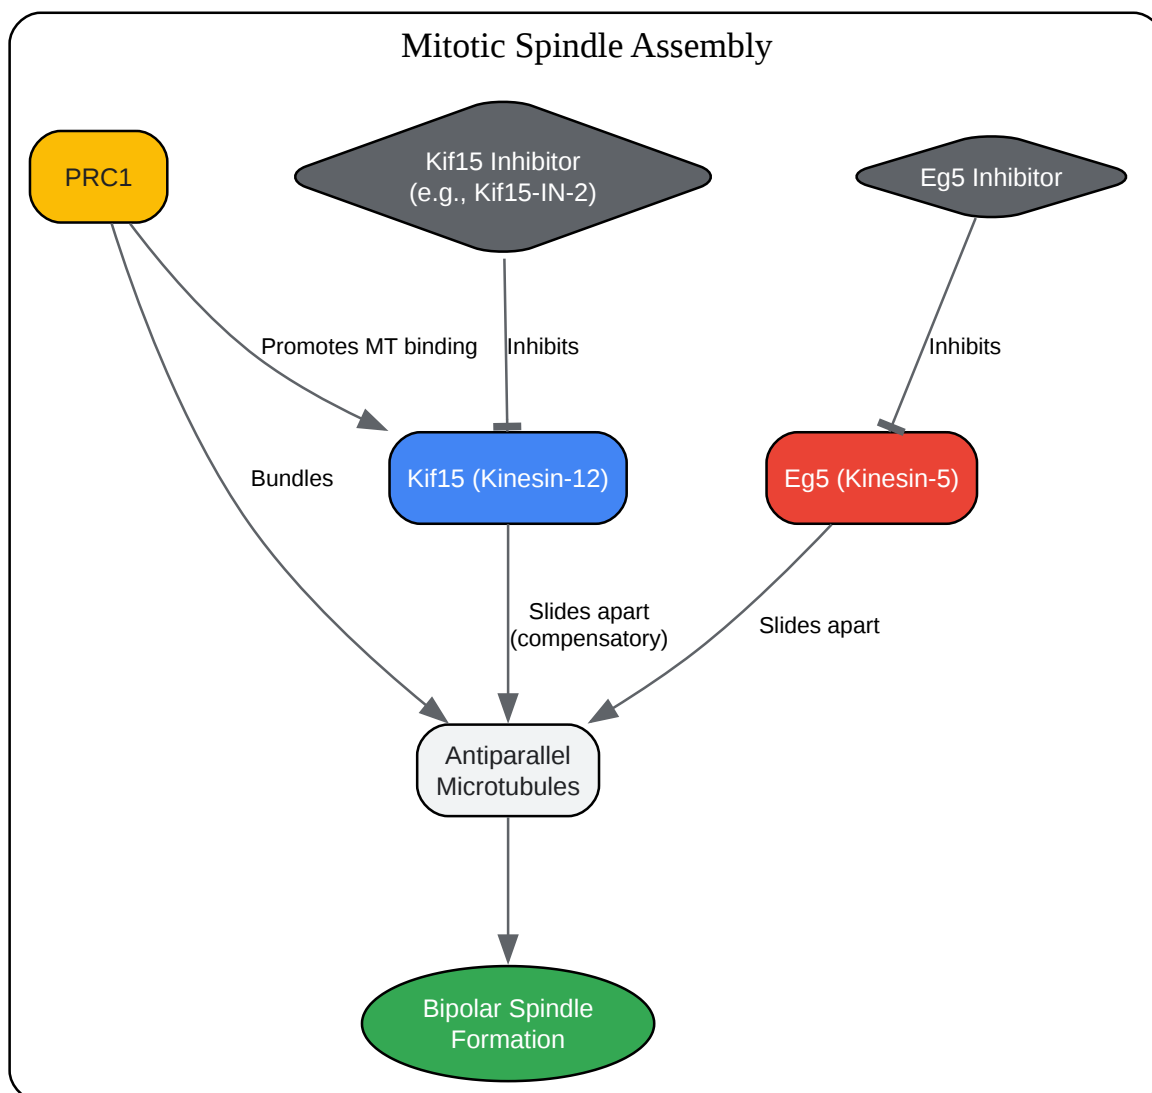 Mitotic Spindle Assembly
PRC1
Kif15 Inhibitor
(e.g., Kif15-IN-2)
Eg5 Inhibitor
Promotes MT binding
Inhibits
Inhibits
Bundles
Kif15 (Kinesin-12)
Eg5 (Kinesin-5)
Slides apart
(compensatory)
Slides apart
Antiparallel
Microtubules
Bipolar Spindle
Formation